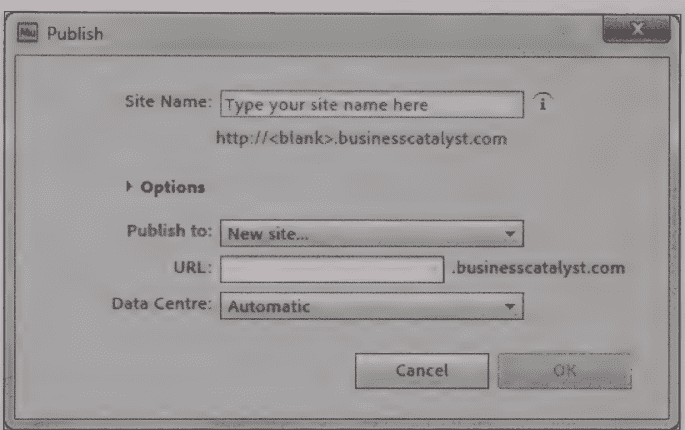 Mu Publish
Site Name: Type your site name here i
http://<blank>.businesscatalyst.com
Options
Publish to: New site...
URL: .businesscatalyst.com
Data Centre: Automatic
Cancel OK